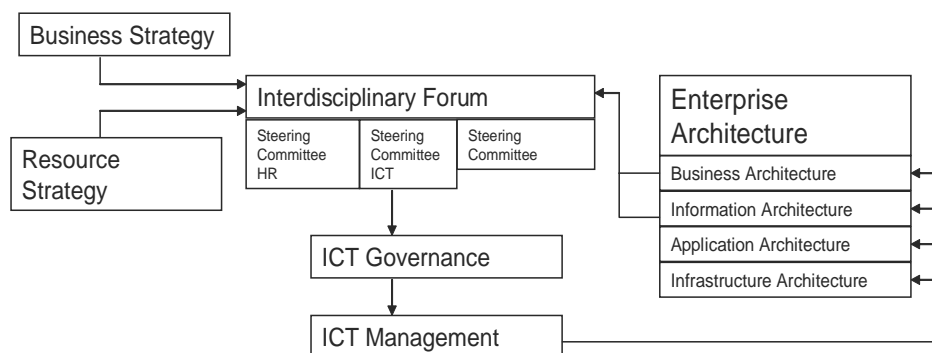 Business Strategy
Resource
Strategy
Interdisciplinary Forum
Steering
Committee
HR
Steering
Committee
ICT
Steering
Committee
ICT Governance
ICT Management
Enterprise
Architecture
Business Architecture
Information Architecture
Application Architecture
Infrastructure Architecture